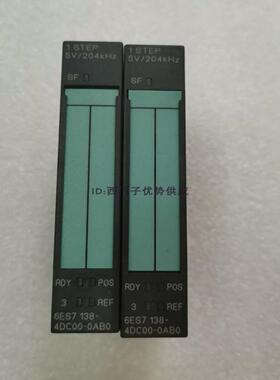 1 STEP
5V/204kHz
SF
1 STEP
5V/204kHz
SF
ID:西门子优势供应
RDY POS
3 REF
6ES7 138-
4DC00-0AB0
RDY POS
3 REF
6ES7 138-
4DC00-0AB0